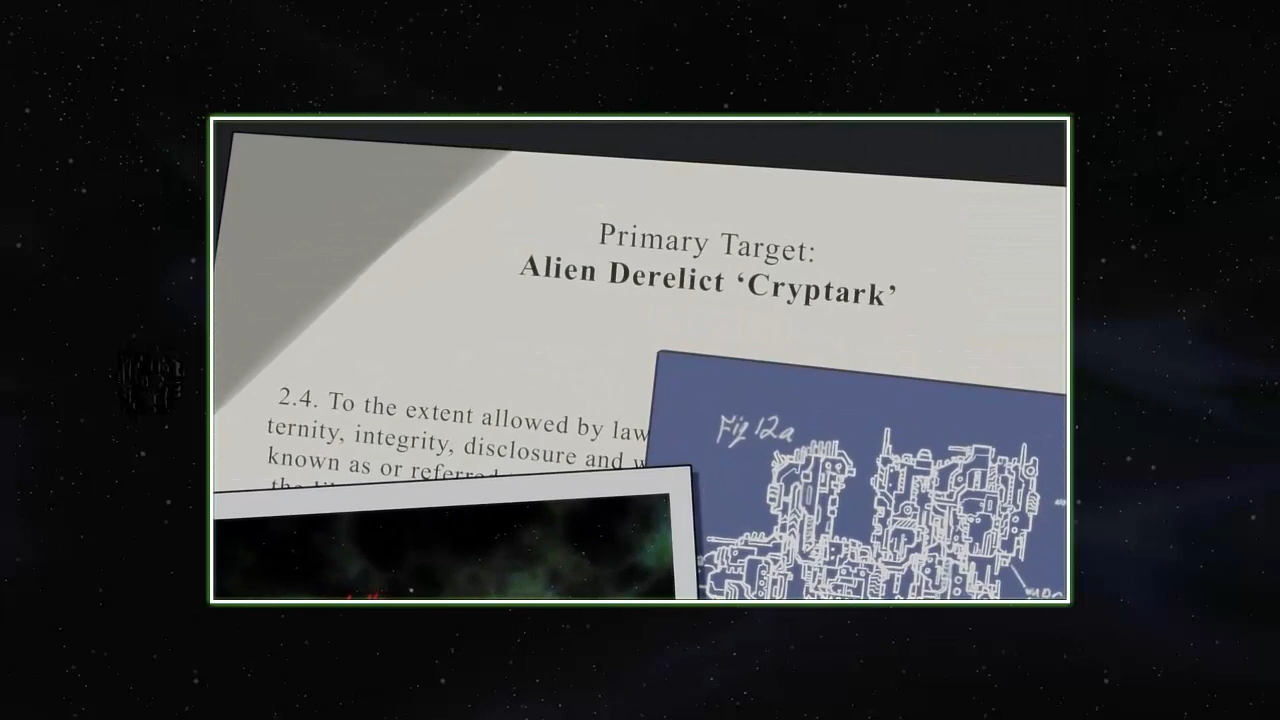 Primary Target:
Alien Derelict ‘Cryptark’
2.4. To the extent allowed by law
ternity, integrity, disclosure and
known as or referred
Fig 12a